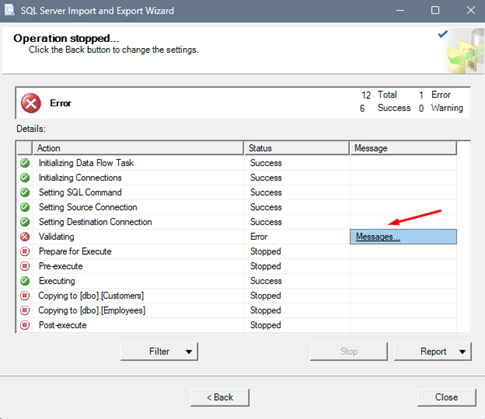 SQL Server Import and Export Wizard
Operation stopped...
Click the Back button to change the settings.
Error
12 Total 1 Error
6 Success 0 Warning
Details:
Action Status Message
Initializing Data Flow Task Success
Initializing Connections Success
Setting SQL Command Success
Setting Source Connection Success
Setting Destination Connection Success
Validating Error Messages...
Prepare for Execute Stopped
Pre-execute Stopped
Executing Success
Copying to [dbo].[Customers] Stopped
Copying to [dbo].[Employees] Stopped
Post-execute Stopped
Filter Stop Report
< Back Close